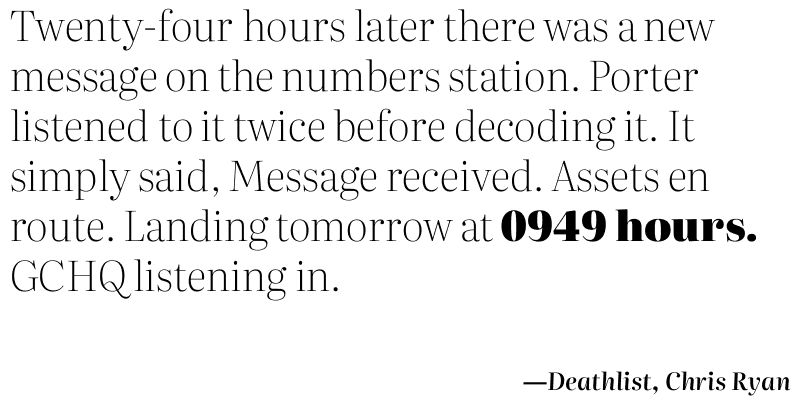 Twenty-four hours later there was a new
message on the numbers station. Porter
listened to it twice before decoding it. It
simply said, Message received. Assets en
route. Landing tomorrow at 0949 hours.
GCHQ listening in.
—Deathlist, Chris Ryan